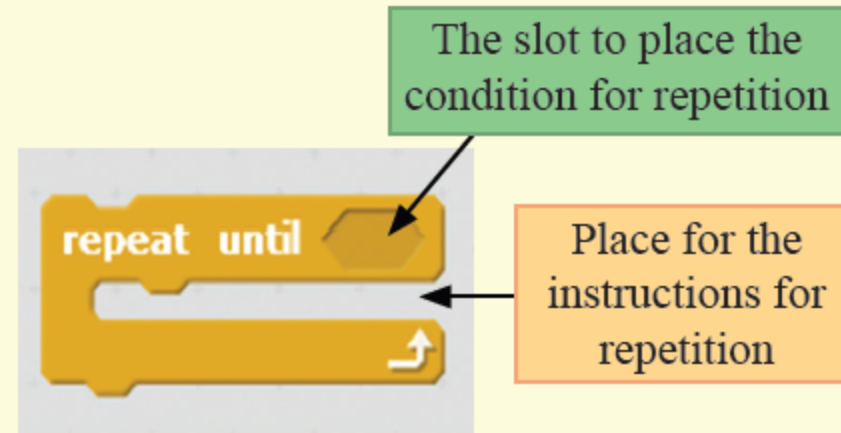 The slot to place the
condition for repetition
repeat until
Place for the
instructions for
repetition